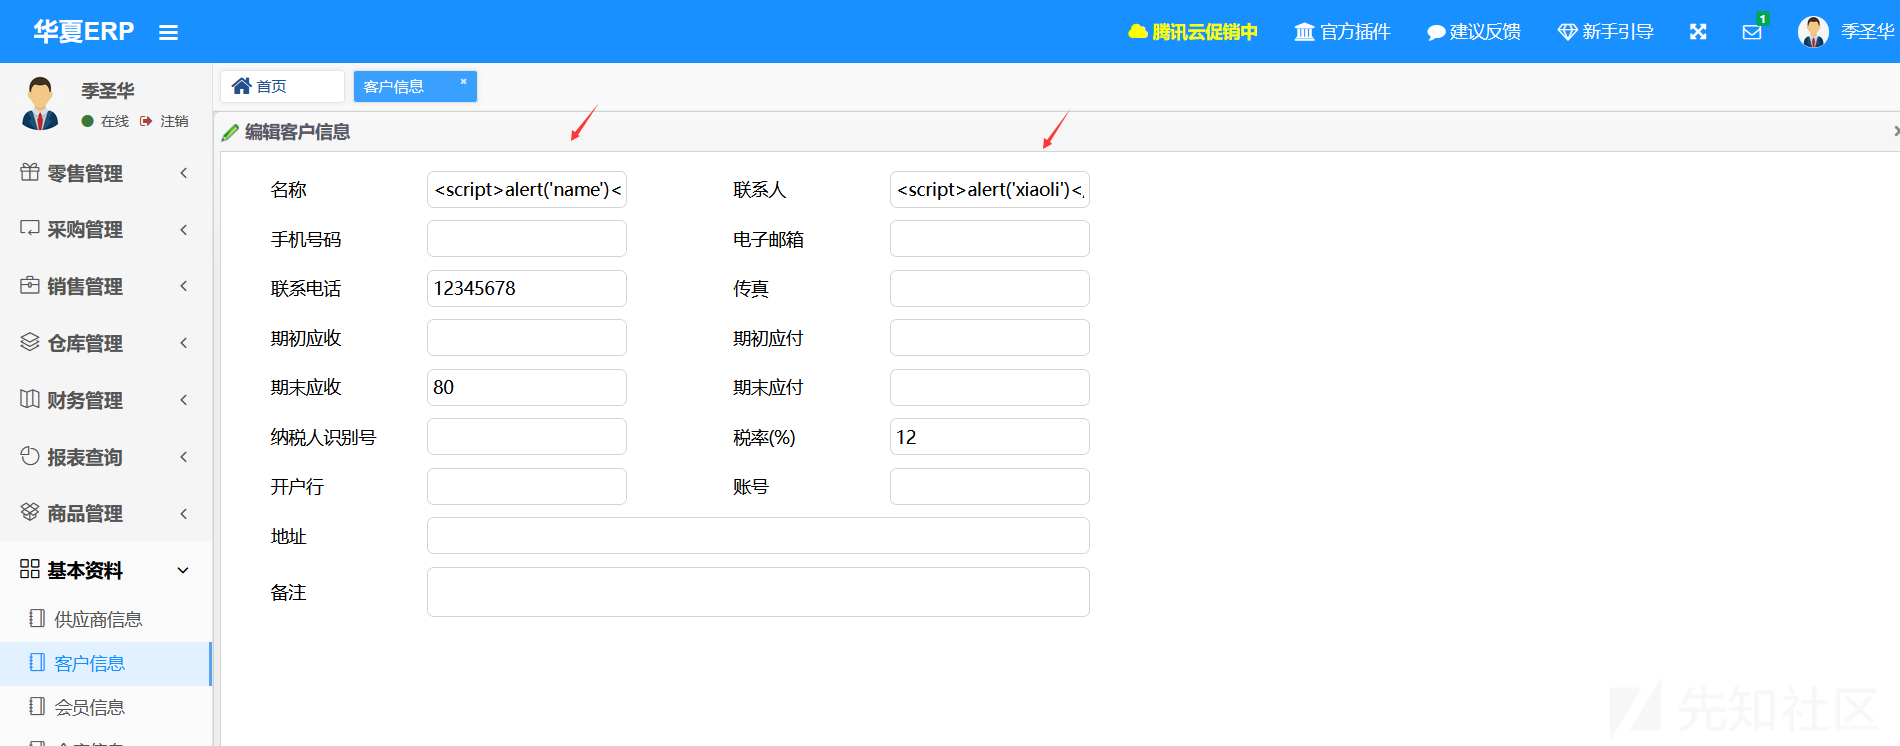 华夏ERP
腾讯云促销中
官方插件
建议反馈
新手引导
1
季圣华
季圣华
在线
注销
首页
客户信息
编辑客户信息
零售管理
采购管理
销售管理
仓库管理
财务管理
报表查询
商品管理
基本资料
供应商信息
客户信息
会员信息
名称 <script>alert('name')<
联系人 <script>alert('xiaoli')<
手机号码
电子邮箱
联系电话 12345678
传真
期初应收
期初应付
期末应收 80
期末应付
纳税人识别号
税率(%) 12
开户行
账号
地址
备注
先知社区